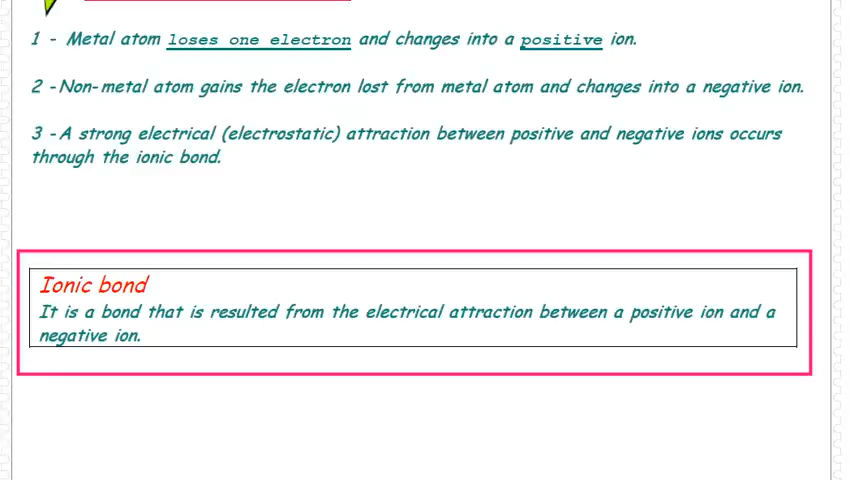 1 - Metal atom loses one electron and changes into a positive ion.
2 -Non-metal atom gains the electron lost from metal atom and changes into a negative ion.
3 -A strong electrical (electrostatic) attraction between positive and negative ions occurs
through the ionic bond.
Ionic bond
It is a bond that is resulted from the electrical attraction between a positive ion and a
negative ion.